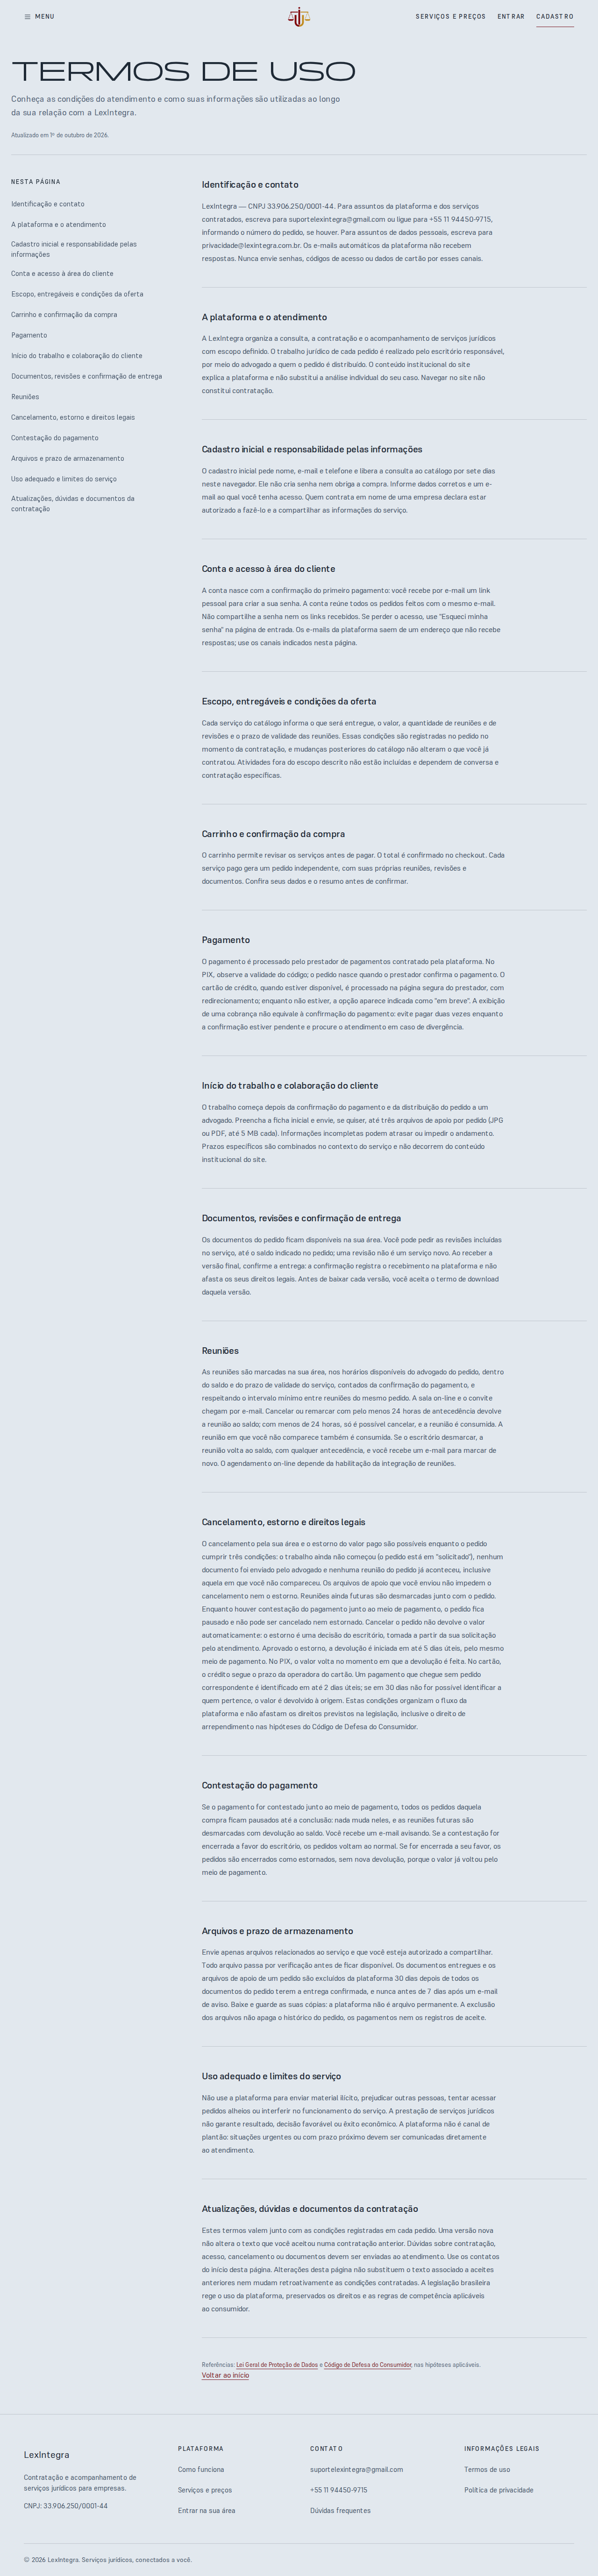 MENU
SERVIÇOS E PREÇOS
ENTRAR
CADASTRO
TERMOS DE USO
Conheça as condições do atendimento e como suas informações são utilizadas ao longo
da sua relação com a LexIntegra.
Atualizado em 1º de outubro de 2026.
NESTA PÁGINA
Identificação e contato
A plataforma e o atendimento
Cadastro inicial e responsabilidade pelas
informações
Conta e acesso à área do cliente
Escopo, entregáveis e condições da oferta
Carrinho e confirmação da compra
Pagamento
Início do trabalho e colaboração do cliente
Documentos, revisões e confirmação de entrega
Reuniões
Cancelamento, estorno e direitos legais
Contestação do pagamento
Arquivos e prazo de armazenamento
Uso adequado e limites do serviço
Atualizações, dúvidas e documentos da
contratação
Identificação e contato
LexIntegra — CNPJ 33.906.250/0001-44. Para assuntos da plataforma e dos serviços
contratados, escreva para suportelexintegra@gmail.com ou ligue para +55 11 94450-9715,
informando o número do pedido, se houver. Para assuntos de dados pessoais, escreva para
privacidade@lexintegra.com.br. Os e-mails automáticos da plataforma não recebem
respostas. Nunca envie senhas, códigos de acesso ou dados de cartão por esses canais.
A plataforma e o atendimento
A LexIntegra organiza a consulta, a contratação e o acompanhamento de serviços jurídicos
com escopo definido. O trabalho jurídico de cada pedido é realizado pelo escritório responsável,
por meio do advogado a quem o pedido é distribuído. O conteúdo institucional do site
explica a plataforma e não substitui a análise individual do seu caso. Navegar no site não
constitui contratação.
Cadastro inicial e responsabilidade pelas informações
O cadastro inicial pede nome, e-mail e telefone e libera a consulta ao catálogo por sete dias
neste navegador. Ele não cria senha nem obriga a compra. Informe dados corretos e um e-
mail ao qual você tenha acesso. Quem contrata em nome de uma empresa declara estar
autorizado a fazê-lo e a compartilhar as informações do serviço.
Conta e acesso à área do cliente
A conta nasce com a confirmação do primeiro pagamento: você recebe por e-mail um link
pessoal para criar a sua senha. A conta reúne todos os pedidos feitos com o mesmo e-mail.
Não compartilhe a senha nem os links recebidos. Se perder o acesso, use "Esqueci minha
senha" na página de entrada. Os e-mails da plataforma saem de um endereço que não recebe
respostas; use os canais indicados nesta página.
Escopo, entregáveis e condições da oferta
Cada serviço do catálogo informa o que será entregue, o valor, a quantidade de reuniões e de
revisões e o prazo de validade das reuniões. Essas condições são registradas no pedido no
momento da contratação, e mudanças posteriores do catálogo não alteram o que você já
contratou. Atividades fora do escopo descrito não estão incluídas e dependem de conversa e
contratação específicas.
Carrinho e confirmação da compra
O carrinho permite revisar os serviços antes de pagar. O total é confirmado no checkout. Cada
serviço pago gera um pedido independente, com suas próprias reuniões, revisões e
documentos. Confira seus dados e o resumo antes de confirmar.
Pagamento
O pagamento é processado pelo prestador de pagamentos contratado pela plataforma. No
PIX, observe a validade do código; o pedido nasce quando o prestador confirma o pagamento. O
cartão de crédito, quando estiver disponível, é processado na página segura do prestador, com
redirecionamento; enquanto não estiver, a opção aparece indicada como "em breve". A exibição
de uma cobrança não equivale à confirmação do pagamento: evite pagar duas vezes enquanto
a confirmação estiver pendente e procure o atendimento em caso de divergência.
Início do trabalho e colaboração do cliente
O trabalho começa depois da confirmação do pagamento e da distribuição do pedido a um
advogado. Preencha a ficha inicial e envie, se quiser, até três arquivos de apoio por pedido (JPG
ou PDF, até 5 MB cada). Informações incompletas podem atrasar ou impedir o andamento.
Prazos específicos são combinados no contexto do serviço e não decorrem do conteúdo
institucional do site.
Documentos, revisões e confirmação de entrega
Os documentos do pedido ficam disponíveis na sua área. Você pode pedir as revisões incluídas
no serviço, até o saldo indicado no pedido; uma revisão não é um serviço novo. Ao receber a
versão final, confirme a entrega: a confirmação registra o recebimento na plataforma e não
afasta os seus direitos legais. Antes de baixar cada versão, você aceita o termo de download
daquela versão.
Reuniões
As reuniões são marcadas na sua área, nos horários disponíveis do advogado do pedido, dentro
do saldo e do prazo de validade do serviço, contados da confirmação do pagamento, e
respeitando o intervalo mínimo entre reuniões do mesmo pedido. A sala on-line e o convite
chegam por e-mail. Cancelar ou remarcar com pelo menos 24 horas de antecedência devolve
a reunião ao saldo; com menos de 24 horas, só é possível cancelar, e a reunião é consumida. A
reunião em que você não comparece também é consumida. Se o escritório desmarcar, a
reunião volta ao saldo, com qualquer antecedência, e você recebe um e-mail para marcar de
novo. O agendamento on-line depende da habilitação da integração de reuniões.
Cancelamento, estorno e direitos legais
O cancelamento pela sua área e o estorno do valor pago são possíveis enquanto o pedido
cumprir três condições: o trabalho ainda não começou (o pedido está em "solicitado"), nenhum
documento foi enviado pelo advogado e nenhuma reunião do pedido já aconteceu, inclusive
aquela em que você não compareceu. Os arquivos de apoio que você enviou não impedem o
cancelamento nem o estorno. Reuniões ainda futuras são desmarcadas junto com o pedido.
Enquanto houver contestação do pagamento junto ao meio de pagamento, o pedido fica
pausado e não pode ser cancelado nem estornado. Cancelar o pedido não devolve o valor
automaticamente: o estorno é uma decisão do escritório, tomada a partir da sua solicitação
pelo atendimento. Aprovado o estorno, a devolução é iniciada em até 5 dias úteis, pelo mesmo
meio de pagamento. No PIX, o valor volta no momento em que a devolução é feita. No cartão,
o crédito segue o prazo da operadora do cartão. Um pagamento que chegue sem pedido
correspondente é identificado em até 2 dias úteis; se em 30 dias não for possível identificar a
quem pertence, o valor é devolvido à origem. Estas condições organizam o fluxo da
plataforma e não afastam os direitos previstos na legislação, inclusive o direito de
arrependimento nas hipóteses do Código de Defesa do Consumidor.
Contestação do pagamento
Se o pagamento for contestado junto ao meio de pagamento, todos os pedidos daquela
compra ficam pausados até a conclusão: nada muda neles, e as reuniões futuras são
desmarcadas com devolução ao saldo. Você recebe um e-mail avisando. Se a contestação for
encerrada a favor do escritório, os pedidos voltam ao normal. Se for encerrada a seu favor, os
pedidos são encerrados como estornados, sem nova devolução, porque o valor já voltou pelo
meio de pagamento.
Arquivos e prazo de armazenamento
Envie apenas arquivos relacionados ao serviço e que você esteja autorizado a compartilhar.
Todo arquivo passa por verificação antes de ficar disponível. Os documentos entregues e os
arquivos de apoio de um pedido são excluídos da plataforma 30 dias depois de todos os
documentos do pedido terem a entrega confirmada, e nunca antes de 7 dias após um e-mail
de aviso. Baixe e guarde as suas cópias: a plataforma não é arquivo permanente. A exclusão
dos arquivos não apaga o histórico do pedido, os pagamentos nem os registros de aceite.
Uso adequado e limites do serviço
Não use a plataforma para enviar material ilícito, prejudicar outras pessoas, tentar acessar
pedidos alheios ou interferir no funcionamento do serviço. A prestação de serviços jurídicos
não garante resultado, decisão favorável ou êxito econômico. A plataforma não é canal de
plantão: situações urgentes ou com prazo próximo devem ser comunicadas diretamente
ao atendimento.
Atualizações, dúvidas e documentos da contratação
Estes termos valem junto com as condições registradas em cada pedido. Uma versão nova
não altera o texto que você aceitou numa contratação anterior. Dúvidas sobre contratação,
acesso, cancelamento ou documentos devem ser enviadas ao atendimento. Use os contatos
do início desta página. Alterações desta página não substituem o texto associado a aceites
anteriores nem mudam retroativamente as condições contratadas. A legislação brasileira
rege o uso da plataforma, preservados os direitos e as regras de competência aplicáveis
ao consumidor.
Referências: Lei Geral de Proteção de Dados e Código de Defesa do Consumidor, nas hipóteses aplicáveis.
Voltar ao início
LexIntegra
Contratação e acompanhamento de
serviços jurídicos para empresas.
CNPJ: 33.906.250/0001-44
PLATAFORMA
Como funciona
Serviços e preços
Entrar na sua área
CONTATO
suportelexintegra@gmail.com
+55 11 94450-9715
Dúvidas frequentes
INFORMAÇÕES LEGAIS
Termos de uso
Política de privacidade
© 2026 LexIntegra. Serviços jurídicos, conectados a você.